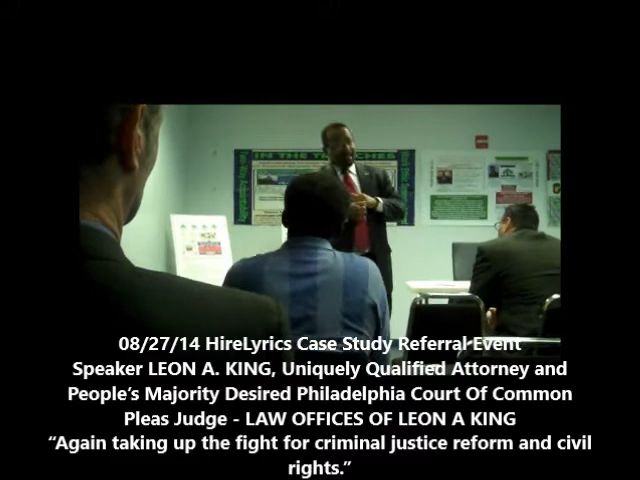 IN THE TRENCHES
08/27/14 HireLyrics Case Study Referral Event
Speaker LEON A. KING, Uniquely Qualified Attorney and
People’s Majority Desired Philadelphia Court Of Common
Pleas Judge - LAW OFFICES OF LEON A KING
“Again taking up the fight for criminal justice reform and civil
rights.”